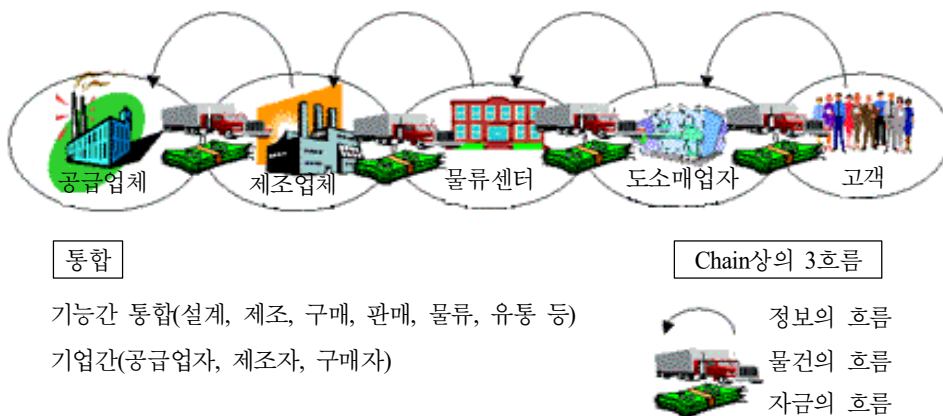 공급업체
제조업체
물류센터
도소매업자
고객
통합
기능간 통합(설계, 제조, 구매, 판매, 물류, 유통 등)
기업간(공급업자, 제조자, 구매자)
Chain상의 3흐름
정보의 흐름
물건의 흐름
자금의 흐름